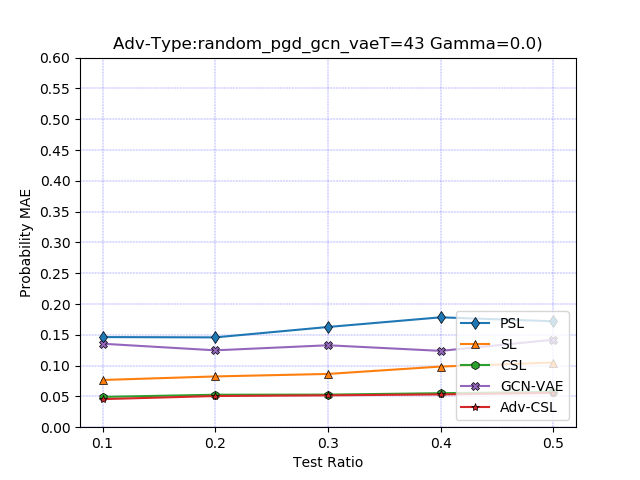 Adv-Type:random_pgd_gcn_vaeT=43 Gamma=0.0)
0.60
0.55
0.50
0.45
0.40
0.35
0.30
0.25
0.20
0.15
0.10
0.05
0.00
Probability MAE
PSL
SL
CSL
GCN-VAE
Adv-CSL
0.1 0.2 0.3 0.4 0.5
Test Ratio